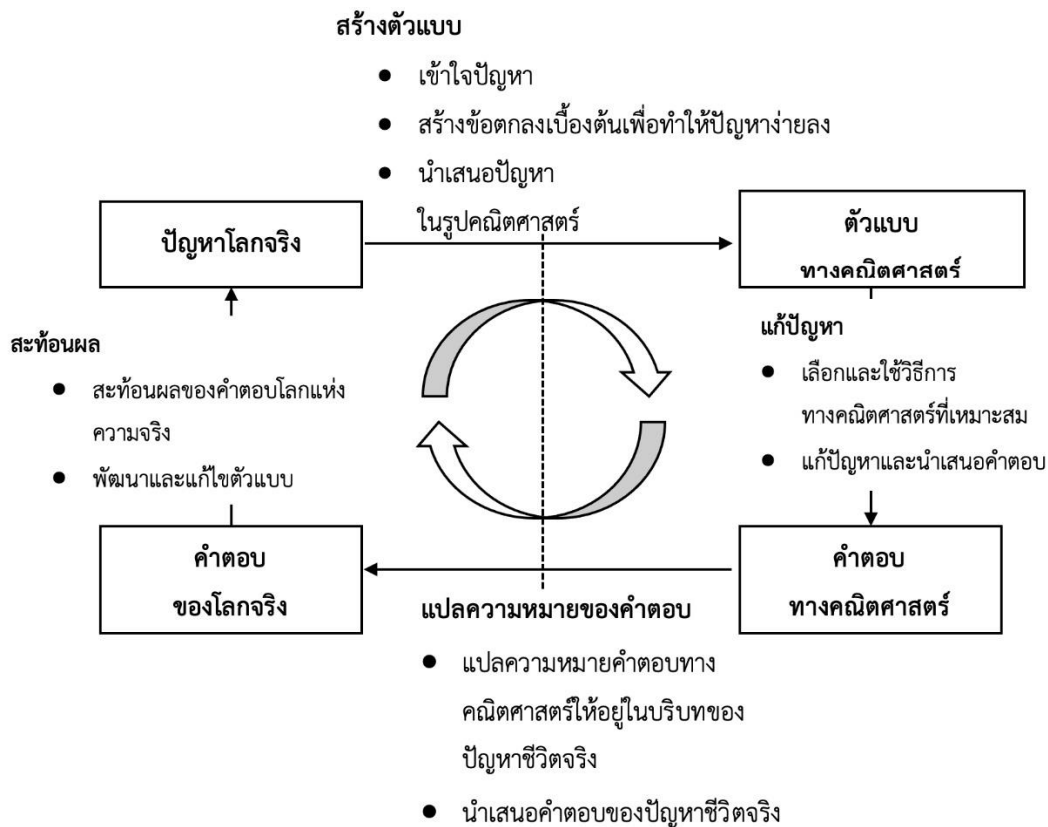 สร้างตัวแบบ
● เข้าใจปัญหา
● สร้างข้อตกลงเบื้องต้นเพื่อทำให้ปัญหาง่ายลง
● นำเสนอปัญหา
ในรูปคณิตศาสตร์
ปัญหาโลกจริง
ตัวแบบ
ทางคณิตศาสตร์
แก้ปัญหา
● เลือกและใช้วิธีการ
ทางคณิตศาสตร์ที่เหมาะสม
● แก้ปัญหาและนำเสนอคำตอบ
สะท้อนผล
● สะท้อนผลของคำตอบโลกแห่ง
ความจริง
● พัฒนาและแก้ไขตัวแบบ
คำตอบ
ของโลกจริง
คำตอบ
ทางคณิตศาสตร์
แปลความหมายของคำตอบ
● แปลความหมายคำตอบทาง
คณิตศาสตร์ให้อยู่ในบริบทของ
ปัญหาชีวิตจริง
● นำเสนอคำตอบของปัญหาชีวิตจริง